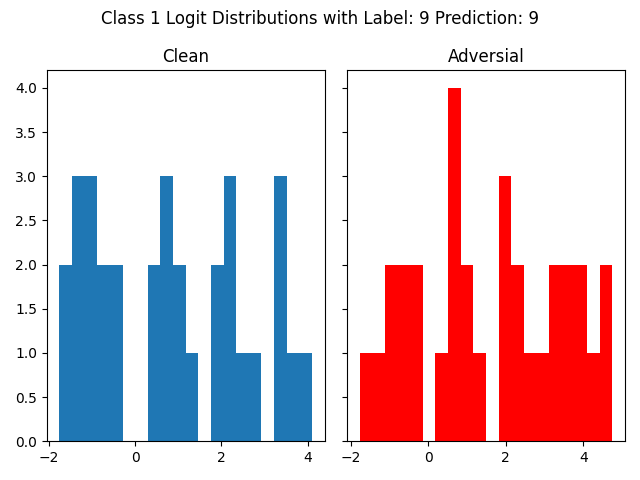 Class 1 Logit Distributions with Label: 9 Prediction: 9
Clean
Adversial
4.0
3.5
3.0
2.5
2.0
1.5
1.0
0.5
0.0
−2 0 2 4
−2 0 2 4